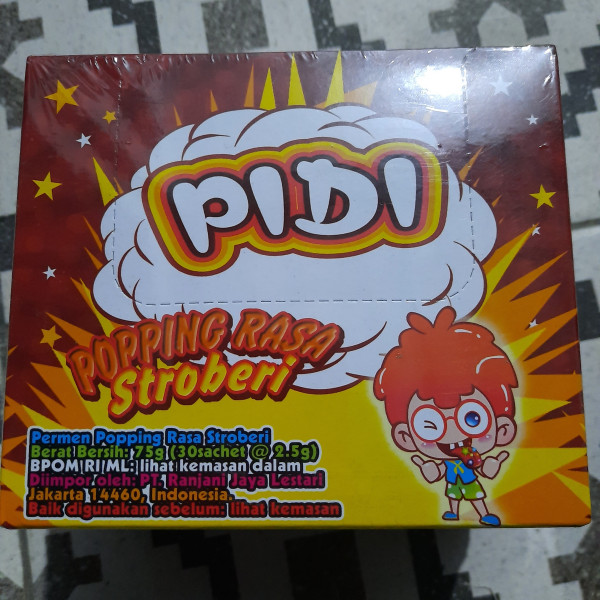 PIDI
POPPING RASA
Stroberi
Permen Popping Rasa Stroberi
Berat Bersih: 75g (30sachet @ 2.5g)
BPOM RI ML: lihat kemasan dalam
Diimpor oleh: PT. Ranjani Jaya Lestari
Jakarta 14460, Indonesia.
Baik digunakan sebelum: lihat kemasan